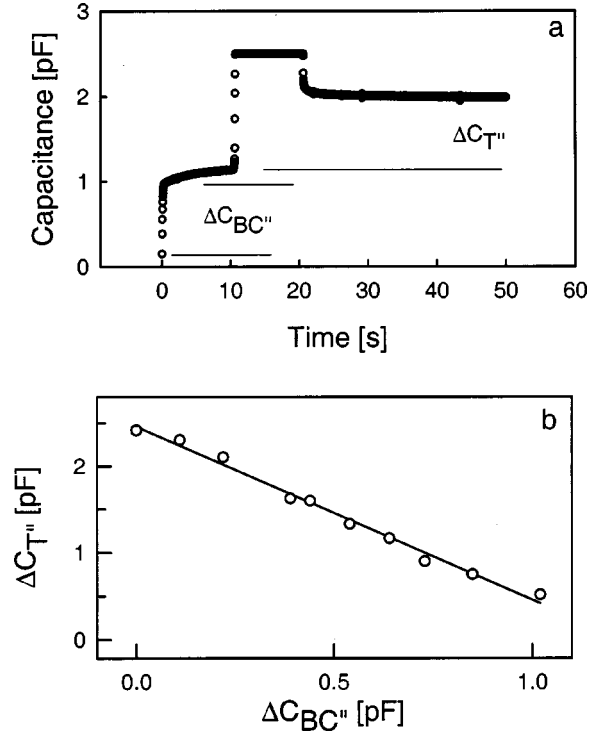 a
Capacitance [pF]
3
2
1
0
ΔC_T"
ΔC_BC"
0 10 20 30 40 50 60
Time [s]
b
ΔC_T" [pF]
2
1
0
0.0 0.5 1.0
ΔC_BC" [pF]